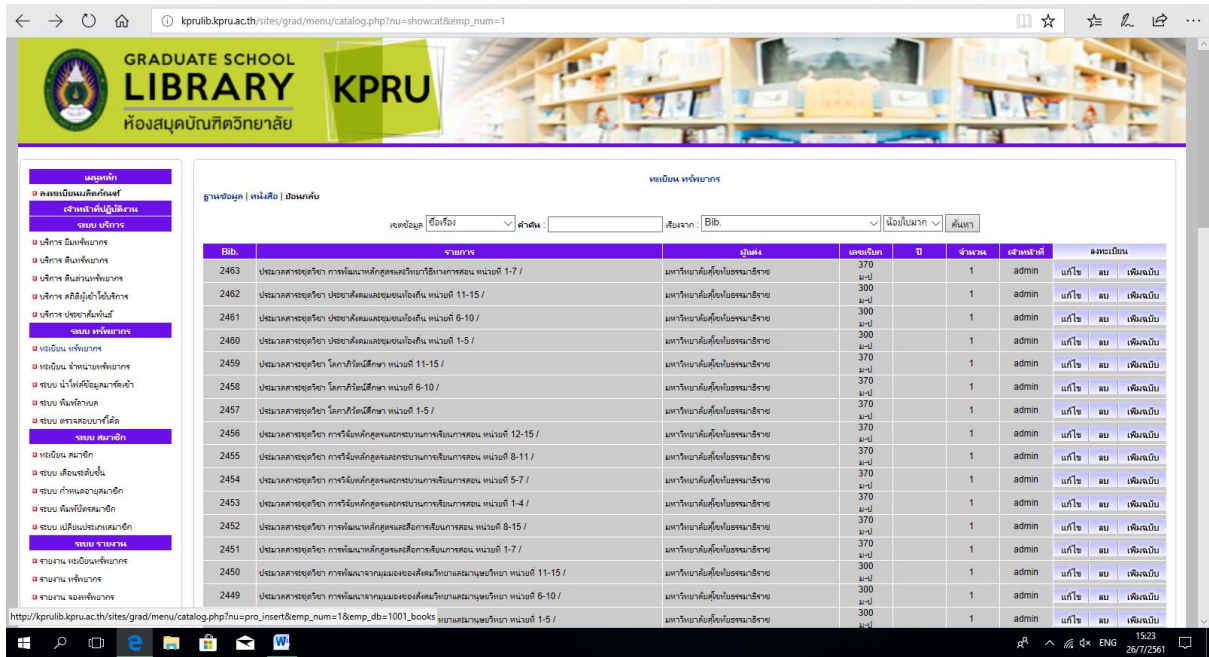 kprulib.kpru.ac.th/sites/grad/menu/catalog.php?nu=showcat&emp_num=1
GRADUATE SCHOOL
LIBRARY
ห้องสมุดบัณฑิตวิทยาลัย
KPRU
เมนูหลัก
ลงทะเบียนผลิตภัณฑ์
เจ้าหน้าที่ปฏิบัติงาน
ระบบ บริการ
บริการ ยืมทรัพยากร
บริการ คืนทรัพยากร
บริการ คืนด่วนทรัพยากร
บริการ สถิติผู้เข้าใช้บริการ
บริการ ประชาสัมพันธ์
ระบบ ทรัพยากร
ทะเบียน ทรัพยากร
ทะเบียน จำหน่ายทรัพยากร
ระบบ นำไฟล์ข้อมูลมาร์คเข้า
ระบบ พิมพ์ลาเบล
ระบบ ตรวจสอบบาร์โค้ด
ระบบ สมาชิก
ทะเบียน สมาชิก
ระบบ เลื่อนระดับชั้น
ระบบ กำหนดอายุสมาชิก
ระบบ พิมพ์บัตรสมาชิก
ระบบ เปลี่ยนประเภทสมาชิก
ระบบ รายงาน
รายงาน ทะเบียนทรัพยากร
รายงาน ทรัพยากร
รายงาน จองทรัพยากร
ทะเบียน ทรัพยากร
ฐานข้อมูล | หนังสือ | ย้อนกลับ
เขตข้อมูล ชื่อเรื่อง คำค้น : เรียงจาก : Bib. น้อยไปมาก ค้นหา
Bib. รายการ ผู้แต่ง เลขเรียก ปี จำนวน เจ้าหน้าที่ ลงทะเบียน
2463 ประมวลสาระชุดวิชา การพัฒนาหลักสูตรและวิทยาวิธีทางการสอน หน่วยที่ 1-7 / มหาวิทยาลัยสุโขทัยธรรมาธิราช 370 ม-ป 1 admin แก้ไข ลบ เพิ่มฉบับ
2462 ประมวลสาระชุดวิชา ประชาสังคมและชุมชนท้องถิ่น หน่วยที่ 11-15 / มหาวิทยาลัยสุโขทัยธรรมาธิราช 300 ม-ป 1 admin แก้ไข ลบ เพิ่มฉบับ
2461 ประมวลสาระชุดวิชา ประชาสังคมและชุมชนท้องถิ่น หน่วยที่ 6-10 / มหาวิทยาลัยสุโขทัยธรรมาธิราช 300 ม-ป 1 admin แก้ไข ลบ เพิ่มฉบับ
2460 ประมวลสาระชุดวิชา ประชาสังคมและชุมชนท้องถิ่น หน่วยที่ 1-5 / มหาวิทยาลัยสุโขทัยธรรมาธิราช 300 ม-ป 1 admin แก้ไข ลบ เพิ่มฉบับ
2459 ประมวลสาระชุดวิชา โลกาภิวัตน์ศึกษา หน่วยที่ 11-15 / มหาวิทยาลัยสุโขทัยธรรมาธิราช 370 ม-ป 1 admin แก้ไข ลบ เพิ่มฉบับ
2458 ประมวลสาระชุดวิชา โลกาภิวัตน์ศึกษา หน่วยที่ 6-10 / มหาวิทยาลัยสุโขทัยธรรมาธิราช 370 ม-ป 1 admin แก้ไข ลบ เพิ่มฉบับ
2457 ประมวลสาระชุดวิชา โลกาภิวัตน์ศึกษา หน่วยที่ 1-5 / มหาวิทยาลัยสุโขทัยธรรมาธิราช 370 ม-ป 1 admin แก้ไข ลบ เพิ่มฉบับ
2456 ประมวลสาระชุดวิชา การวิจัยหลักสูตรและกระบวนการเรียนการสอน หน่วยที่ 12-15 / มหาวิทยาลัยสุโขทัยธรรมาธิราช 370 ม-ป 1 admin แก้ไข ลบ เพิ่มฉบับ
2455 ประมวลสาระชุดวิชา การวิจัยหลักสูตรและกระบวนการเรียนการสอน หน่วยที่ 8-11 / มหาวิทยาลัยสุโขทัยธรรมาธิราช 370 ม-ป 1 admin แก้ไข ลบ เพิ่มฉบับ
2454 ประมวลสาระชุดวิชา การวิจัยหลักสูตรและกระบวนการเรียนการสอน หน่วยที่ 5-7 / มหาวิทยาลัยสุโขทัยธรรมาธิราช 370 ม-ป 1 admin แก้ไข ลบ เพิ่มฉบับ
2453 ประมวลสาระชุดวิชา การวิจัยหลักสูตรและกระบวนการเรียนการสอน หน่วยที่ 1-4 / มหาวิทยาลัยสุโขทัยธรรมาธิราช 370 ม-ป 1 admin แก้ไข ลบ เพิ่มฉบับ
2452 ประมวลสาระชุดวิชา การพัฒนาหลักสูตรและสื่อการเรียนการสอน หน่วยที่ 8-15 / มหาวิทยาลัยสุโขทัยธรรมาธิราช 370 ม-ป 1 admin แก้ไข ลบ เพิ่มฉบับ
2451 ประมวลสาระชุดวิชา การพัฒนาหลักสูตรและสื่อการเรียนการสอน หน่วยที่ 1-7 / มหาวิทยาลัยสุโขทัยธรรมาธิราช 370 ม-ป 1 admin แก้ไข ลบ เพิ่มฉบับ
2450 ประมวลสาระชุดวิชา การพัฒนาจากมุมมองของสังคมวิทยาและมานุษยวิทยา หน่วยที่ 11-15 / มหาวิทยาลัยสุโขทัยธรรมาธิราช 300 ม-ป 1 admin แก้ไข ลบ เพิ่มฉบับ
2449 ประมวลสาระชุดวิชา การพัฒนาจากมุมมองของสังคมวิทยาและมานุษยวิทยา หน่วยที่ 6-10 / มหาวิทยาลัยสุโขทัยธรรมาธิราช 300 ม-ป 1 admin แก้ไข ลบ เพิ่มฉบับ
ทยาและมานุษยวิทยา หน่วยที่ 1-5 / มหาวิทยาลัยสุโขทัยธรรมาธิราช 300 ม-ป 1 admin แก้ไข ลบ เพิ่มฉบับ
http://kprulib.kpru.ac.th/sites/grad/menu/catalog.php?nu=pro_insert&emp_num=1&emp_db=1001_books
ENG 15:23
26/7/2561